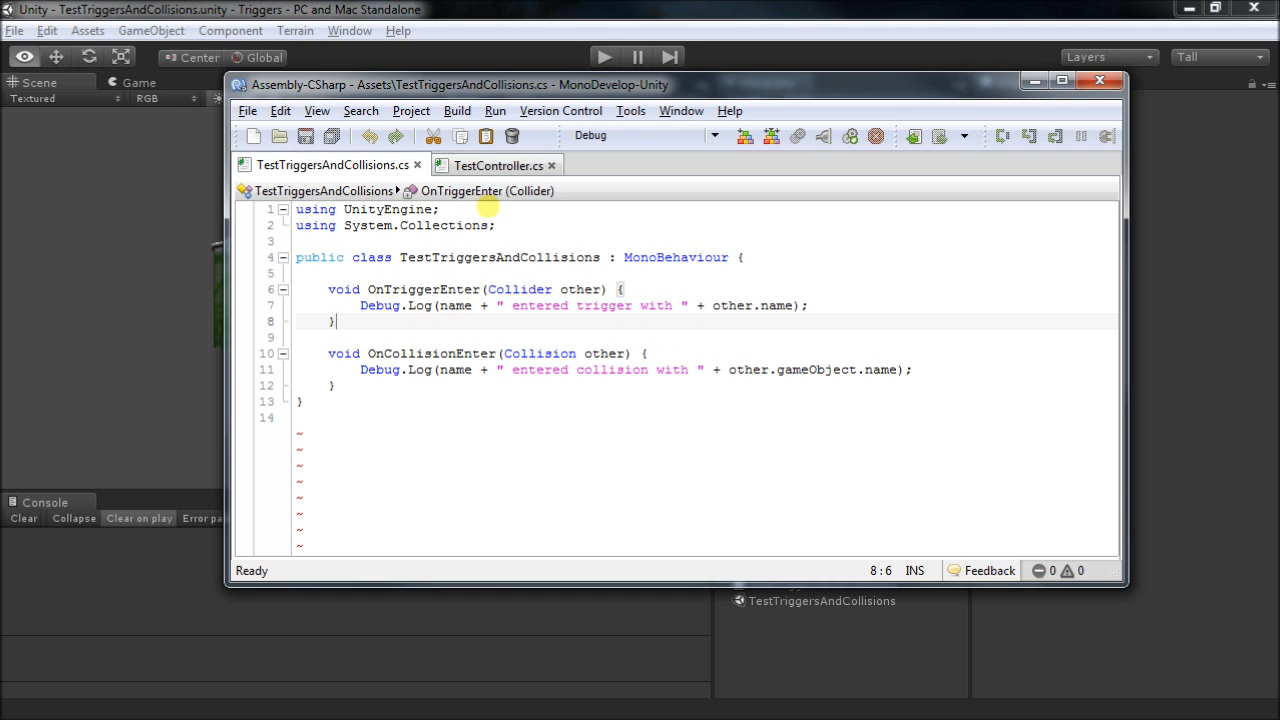 Unity - TestTriggersAndCollisions.unity - Triggers - PC and Mac Standalone
File Edit Assets GameObject Component Terrain Window Help
Center Global Layers Tall
Scene Game
Textured RGB
Assembly-CSharp - Assets\TestTriggersAndCollisions.cs - MonoDevelop-Unity
File Edit View Search Project Build Run Version Control Tools Window Help
Debug
TestTriggersAndCollisions.cs TestController.cs
TestTriggersAndCollisions OnTriggerEnter (Collider)
1 using UnityEngine;
2 using System.Collections;
3
4 public class TestTriggersAndCollisions : MonoBehaviour {
5
6 void OnTriggerEnter(Collider other) {
7 Debug.Log(name + " entered trigger with " + other.name);
8 }
9
10 void OnCollisionEnter(Collision other) {
11 Debug.Log(name + " entered collision with " + other.gameObject.name);
12 }
13 }
14
~
~
~
~
~
~
~
~
Ready 8 : 6 INS Feedback 0 0
Console
Clear Collapse Clear on play Error pa
TestTriggersAndCollisions